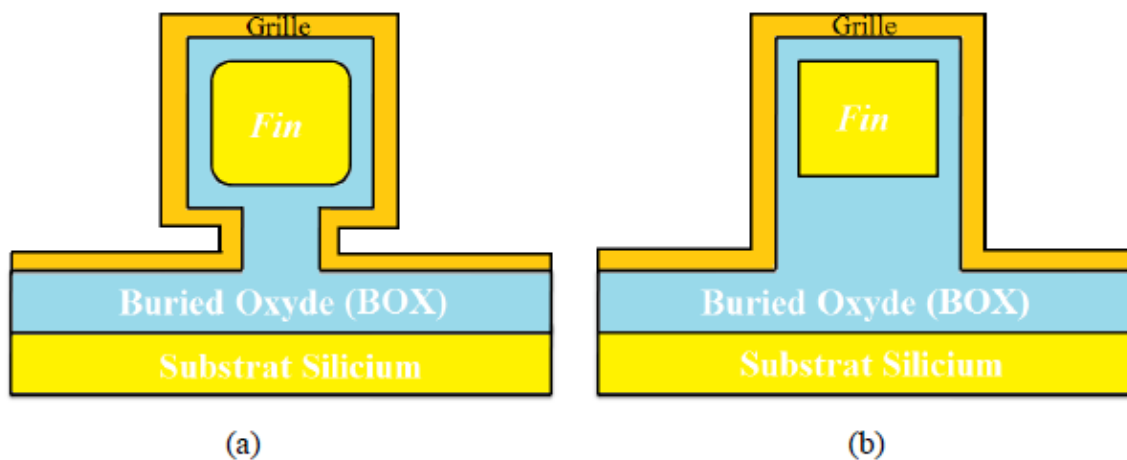 Grille
Fin
Buried Oxyde (BOX)
Substrat Silicium
(a)
Grille
Fin
Buried Oxyde (BOX)
Substrat Silicium
(b)